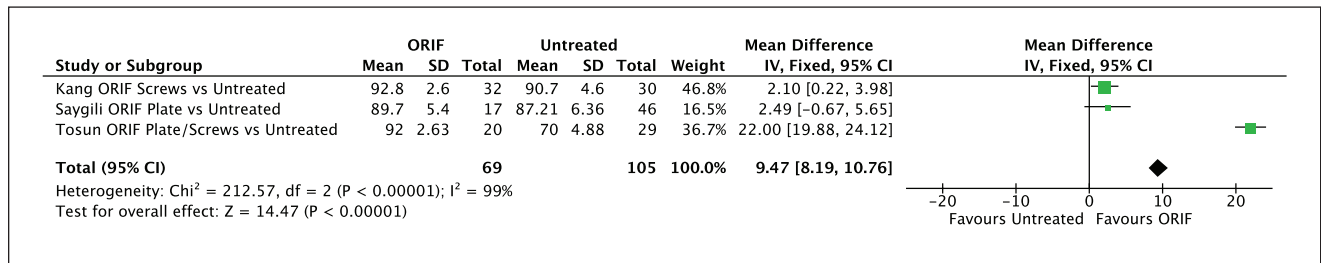 ORIF Untreated Mean Difference Mean Difference
Study or Subgroup Mean SD Total Mean SD Total Weight IV, Fixed, 95% CI IV, Fixed, 95% CI
Kang ORIF Screws vs Untreated 92.8 2.6 32 90.7 4.6 30 46.8% 2.10 [0.22, 3.98]
Saygili ORIF Plate vs Untreated 89.7 5.4 17 87.21 6.36 46 16.5% 2.49 [−0.67, 5.65]
Tosun ORIF Plate/Screws vs Untreated 92 2.63 20 70 4.88 29 36.7% 22.00 [19.88, 24.12]
Total (95% CI) 69 105 100.0% 9.47 [8.19, 10.76]
Heterogeneity: Chi² = 212.57, df = 2 (P < 0.00001); I² = 99%
Test for overall effect: Z = 14.47 (P < 0.00001)
−20 −10 0 10 20
Favours Untreated Favours ORIF